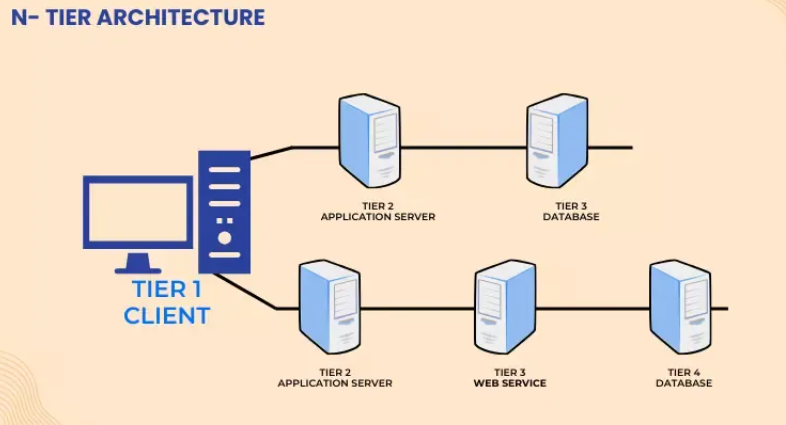 N- TIER ARCHITECTURE
TIER 2
APPLICATION SERVER
TIER 3
DATABASE
TIER 1
CLIENT
TIER 2
APPLICATION SERVER
TIER 3
WEB SERVICE
TIER 4
DATABASE